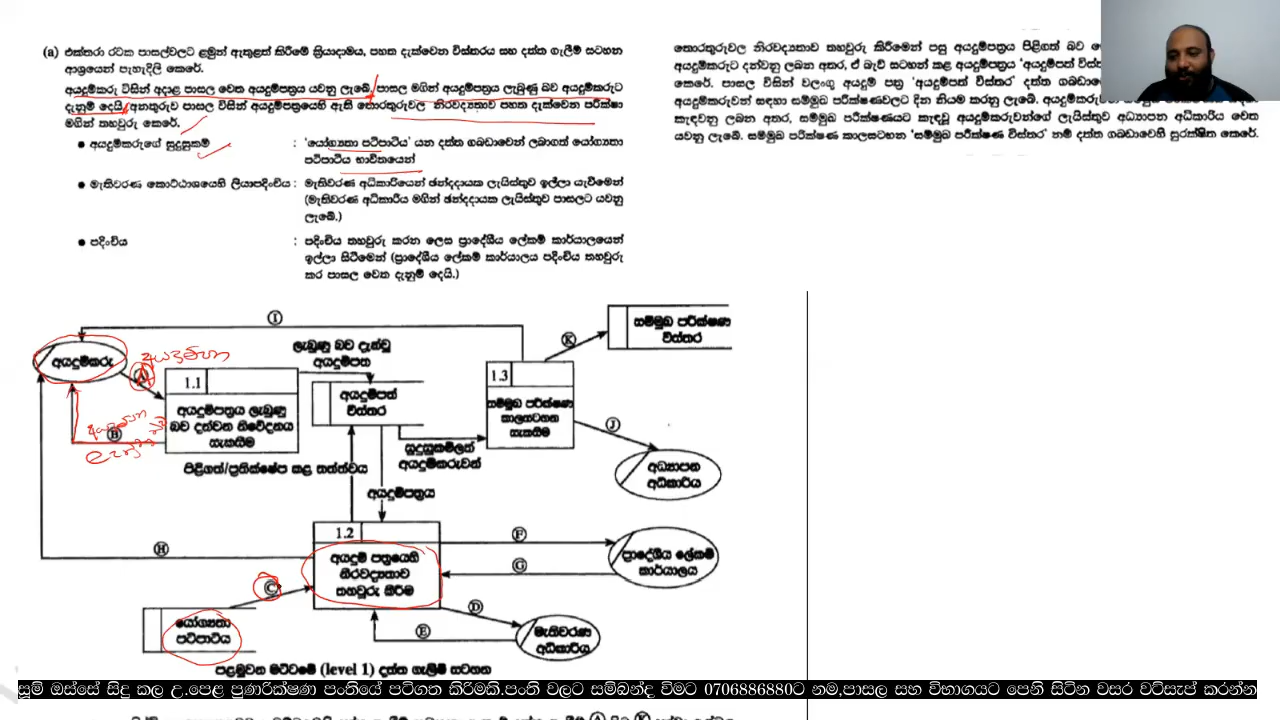 (a) එක්තරා රටක පාසල්වලට ළමුන් ඇතුළත් කිරීමේ ක්‍රියාදාමය, පහත දැක්වෙන විස්තරය සහ දත්ත ගැලීම් සටහන
ආශ්‍රයෙන් පැහැදිලි කෙරේ.
අයදුම්කරු විසින් අදාළ පාසල වෙත අයදුම්පත්‍රය යවනු ලැබේ. පාසල මගින් අයදුම්පත්‍රය ලැබුණු බව අයදුම්කරුට
දැනුම් දෙයි. අනතුරුව පාසල විසින් අයදුම්පත්‍රයෙහි ඇති තොරතුරුවල නිරවද්‍යතාව පහත දැක්වෙන පරීක්ෂා
මගින් තහවුරු කෙරේ.
● අයදුම්කරුගේ සුදුසුකම් : 'යෝග්‍යතා පටිපාටිය' යන දත්ත ගබඩාවෙන් ලබාගත් යෝග්‍යතා
පටිපාටිය භාවිතයෙන්
● මැතිවරණ කොට්ඨාශයෙහි ලියාපදිංචිය : මැතිවරණ අධිකාරියෙන් ඡන්දදායක ලැයිස්තුව ඉල්ලා යැවීමෙන්
(මැතිවරණ අධිකාරිය මගින් ඡන්දදායක ලැයිස්තුව පාසලට යවනු
ලැබේ.)
● පදිංචිය : පදිංචිය තහවුරු කරන ලෙස ප්‍රාදේශීය ලේකම් කාර්යාලයෙන්
ඉල්ලා සිටීමෙන් (ප්‍රාදේශීය ලේකම් කාර්යාලය පදිංචිය තහවුරු
කර පාසල වෙත දැනුම් දෙයි.)
තොරතුරුවල නිරවද්‍යතාව තහවුරු කිරීමෙන් පසු අයදුම්පත්‍රය පිළිගත් බව
අයදුම්කරුට දන්වනු ලබන අතර, ඒ බැව් සටහන් කළ අයදුම්පත්‍රය 'අයදුම්පත්
කෙරේ. පාසල විසින් වලංගු අයදුම් පත්‍ර 'අයදුම්පත් විස්තර' දත්ත
අයදුම්කරුවන් සඳහා සම්මුඛ පරීක්ෂණවලට දින නියම කරනු ලැබේ.
කැඳවනු ලබන අතර, සම්මුඛ පරීක්ෂණයට කැඳවූ අයදුම්කරුවන්ගේ ලැයිස්තුව අධ්‍යාපන අධිකාරිය වෙත
යවනු ලැබේ. සම්මුඛ පරීක්ෂණ කාලසටහන 'සම්මුඛ පරීක්ෂණ විස්තර' නම් දත්ත ගබඩාවෙහි සුරක්ෂිත කෙරේ.
I
සම්මුඛ පරීක්ෂණ
විස්තර
K
අයදුම්කරු
අයදුම්පත
A
ලැබුණු බව දැන්වූ
අයදුම්පත
1.1
අයදුම්පත්‍රය ලැබුණු
බව දන්වන නිවේදනය
සැකසීම
අයදුම්පත්
විස්තර
1.3
සම්මුඛ පරීක්ෂණ
කාලසටහන
සැකසීම
B
J
සුදුසුකම්ලත්
අයදුම්කරුවන්
අධ්‍යාපන
අධිකාරිය
පිළිගත්/ප්‍රතික්ෂේප කළ තත්ත්වය
අයදුම්පත්‍රය
1.2
අයදුම් පත්‍රයෙහි
නිරවද්‍යතාව
තහවුරු කිරීම
F
G
ප්‍රාදේශීය ලේකම්
කාර්යාලය
H
C
D
E
යෝග්‍යතා
පටිපාටිය
මැතිවරණ
අධිකාරිය
පළමුවන මට්ටමේ (level 1) දත්ත ගැලීම් සටහන
සූම් ඔස්සේ සිදු කල උ.පෙළ පුණරීක්ෂණ පංතියේ පටිගත කිරීමකි.පංති වලට සම්බන්ද වීමට 0706886880ට නම,පාසල සහ විභාගයට පෙනී සිටින වසර වට්සැප් කරන්න